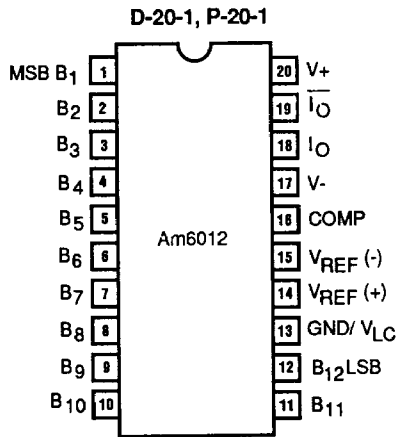 D-20-1, P-20-1
MSB B1 1 20 V+
B2 2 19 I̅O̅
B3 3 18 IO
B4 4 17 V-
B5 5 16 COMP
Am6012
B6 6 15 VREF (-)
B7 7 14 VREF (+)
B8 8 13 GND/ VLC
B9 9 12 B12LSB
B10 10 11 B11